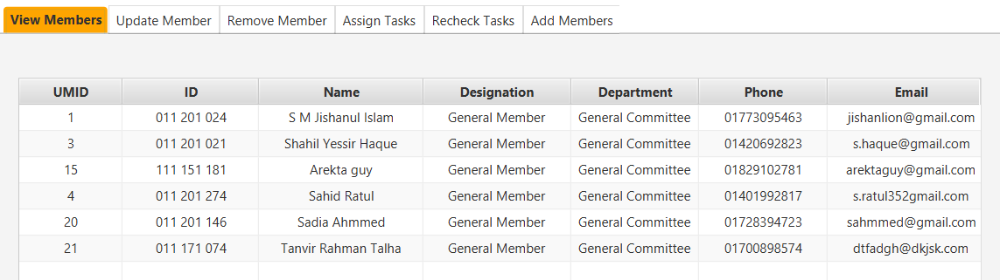 View Members Update Member Remove Member Assign Tasks Recheck Tasks Add Members
UMID ID Name Designation Department Phone Email
1 011 201 024 S M Jishanul Islam General Member General Committee 01773095463 jishanlion@gmail.com
3 011 201 021 Shahil Yessir Haque General Member General Committee 01420692823 s.haque@gmail.com
15 111 151 181 Arekta guy General Member General Committee 01829102781 arektaguy@gmail.com
4 011 201 274 Sahid Ratul General Member General Committee 01401992817 s.ratul352gmail.com
20 011 201 146 Sadia Ahmmed General Member General Committee 01728394723 sahmmed@gmail.com
21 011 171 074 Tanvir Rahman Talha General Member General Committee 01700898574 dtfadgh@dkjsk.com